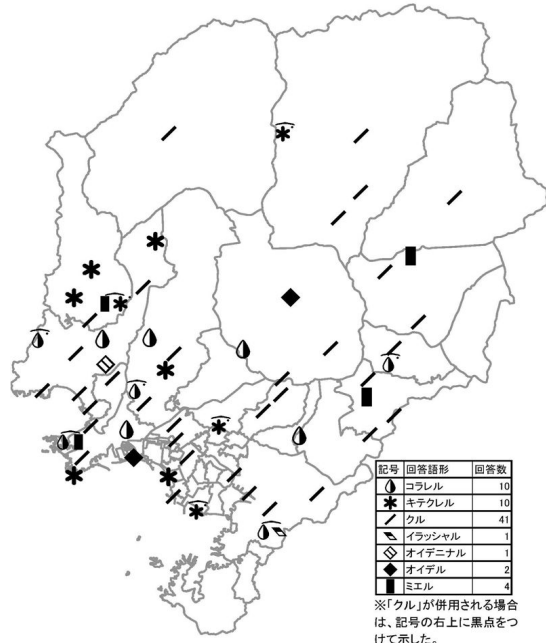 記号 回答語形 回答数
コラレル 10
キテクレル 10
クル 41
イラッシャル 1
オイデニナル 1
オイデル 2
ミエル 4
※「クル」が併用される場合
は、記号の右上に黒点をつ
けて示した。